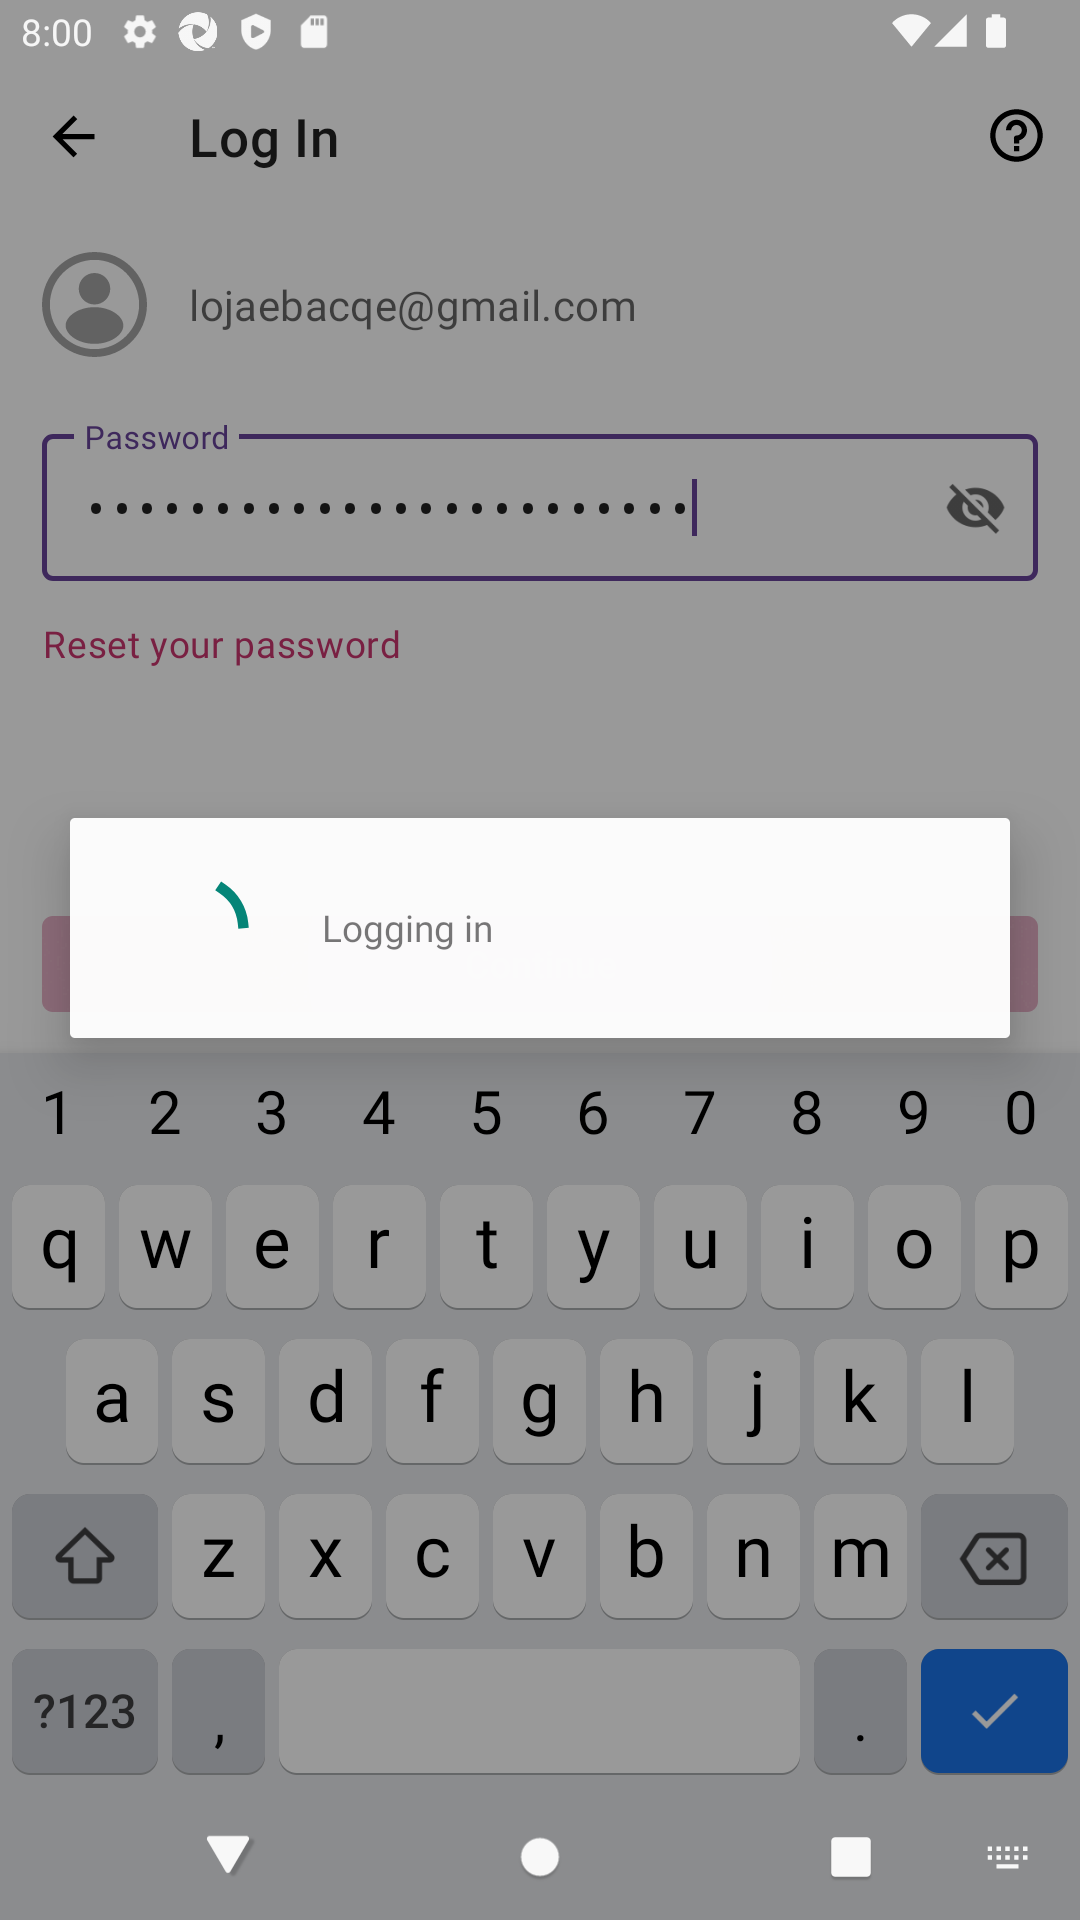 8:00
Log In
lojaebacqe@gmail.com
Password
••••••••••••••••••••••••
Reset your password
Logging in
1 2 3 4 5 6 7 8 9 0
q w e r t y u i o p
a s d f g h j k l
z x c v b n m
?123 , .